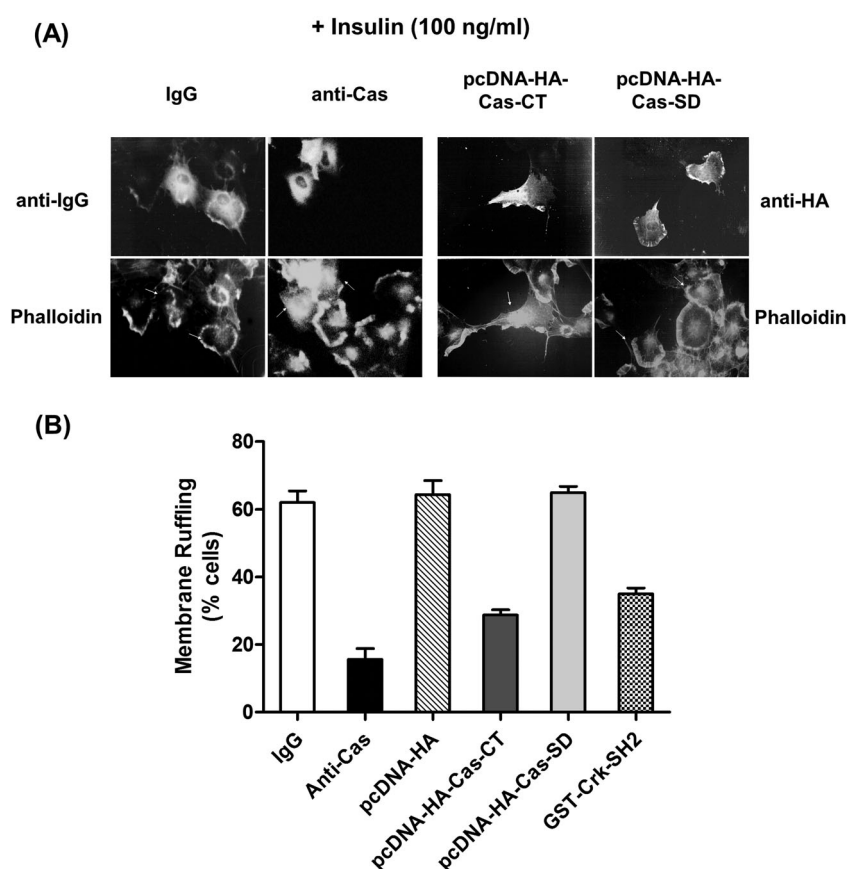 (A)
+ Insulin (100 ng/ml)
IgG
anti-Cas
pcDNA-HA-
Cas-CT
pcDNA-HA-
Cas-SD
anti-IgG
anti-HA
Phalloidin
Phalloidin
(B)
Membrane Ruffling
(% cells)
80
60
40
20
0
IgG
Anti-Cas
pcDNA-HA
pcDNA-HA-Cas-CT
pcDNA-HA-Cas-SD
GST-Crk-SH2